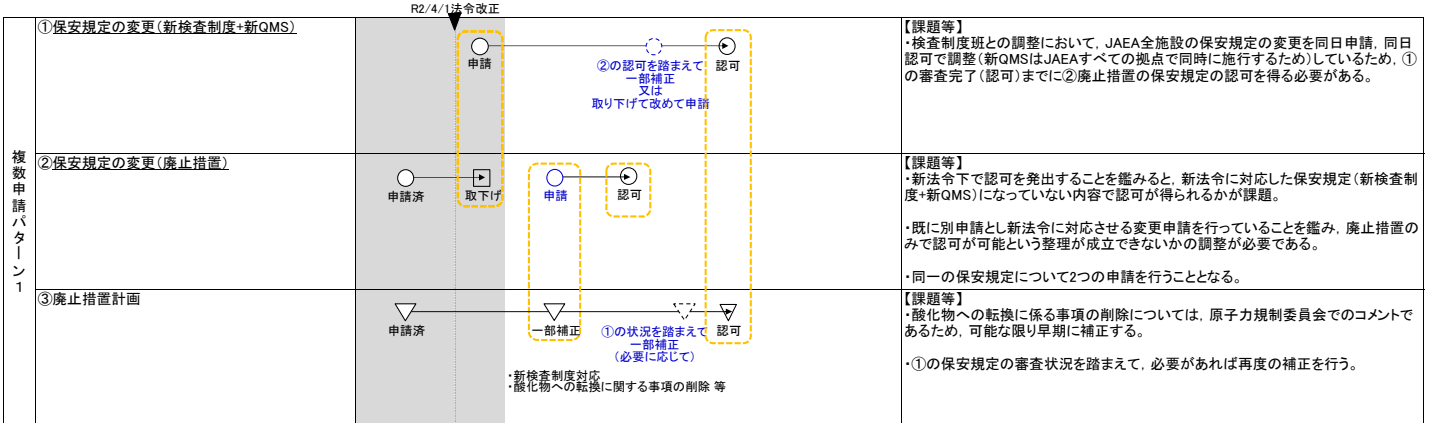 R2/4/1法令改正
複数申請パターン1
①保安規定の変更(新検査制度+新QMS)
申請
②の認可を踏まえて
一部補正
又は
取り下げて改めて申請
認可
【課題等】
・検査制度班との調整において，JAEA全施設の保安規定の変更を同日申請，同日
認可で調整(新QMSはJAEAすべての拠点で同時に施行するため)しているため，①
の審査完了(認可)までに②廃止措置の保安規定の認可を得る必要がある。
②保安規定の変更(廃止措置)
申請済
取下げ
申請
認可
【課題等】
・新法令下で認可を発出することを鑑みると，新法令に対応した保安規定(新検査制
度+新QMS)になっていない内容で認可が得られるかが課題。
・既に別申請とし新法令に対応させる変更申請を行っていることを鑑み，廃止措置の
みで認可が可能という整理が成立できないかの調整が必要である。
・同一の保安規定について2つの申請を行うこととなる。
③廃止措置計画
申請済
一部補正
①の状況を踏まえて
一部補正
(必要に応じて)
認可
・新検査制度対応
・酸化物への転換に関する事項の削除 等
【課題等】
・酸化物への転換に係る事項の削除については，原子力規制委員会でのコメントで
あるため，可能な限り早期に補正する。
・①の保安規定の審査状況を踏まえて，必要があれば再度の補正を行う。